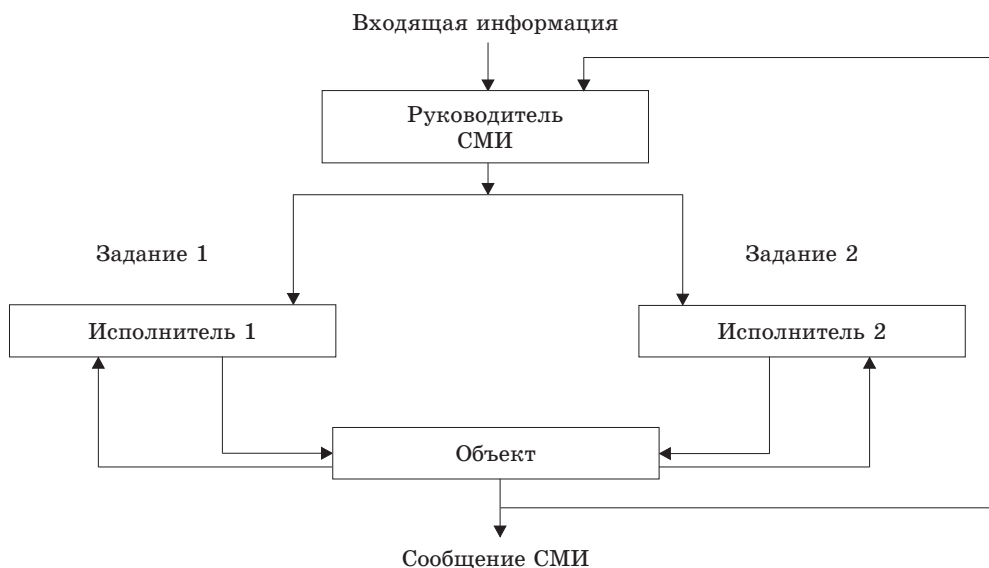 Входящая информация
Руководитель
СМИ
Задание 1
Задание 2
Исполнитель 1
Исполнитель 2
Объект
Сообщение СМИ